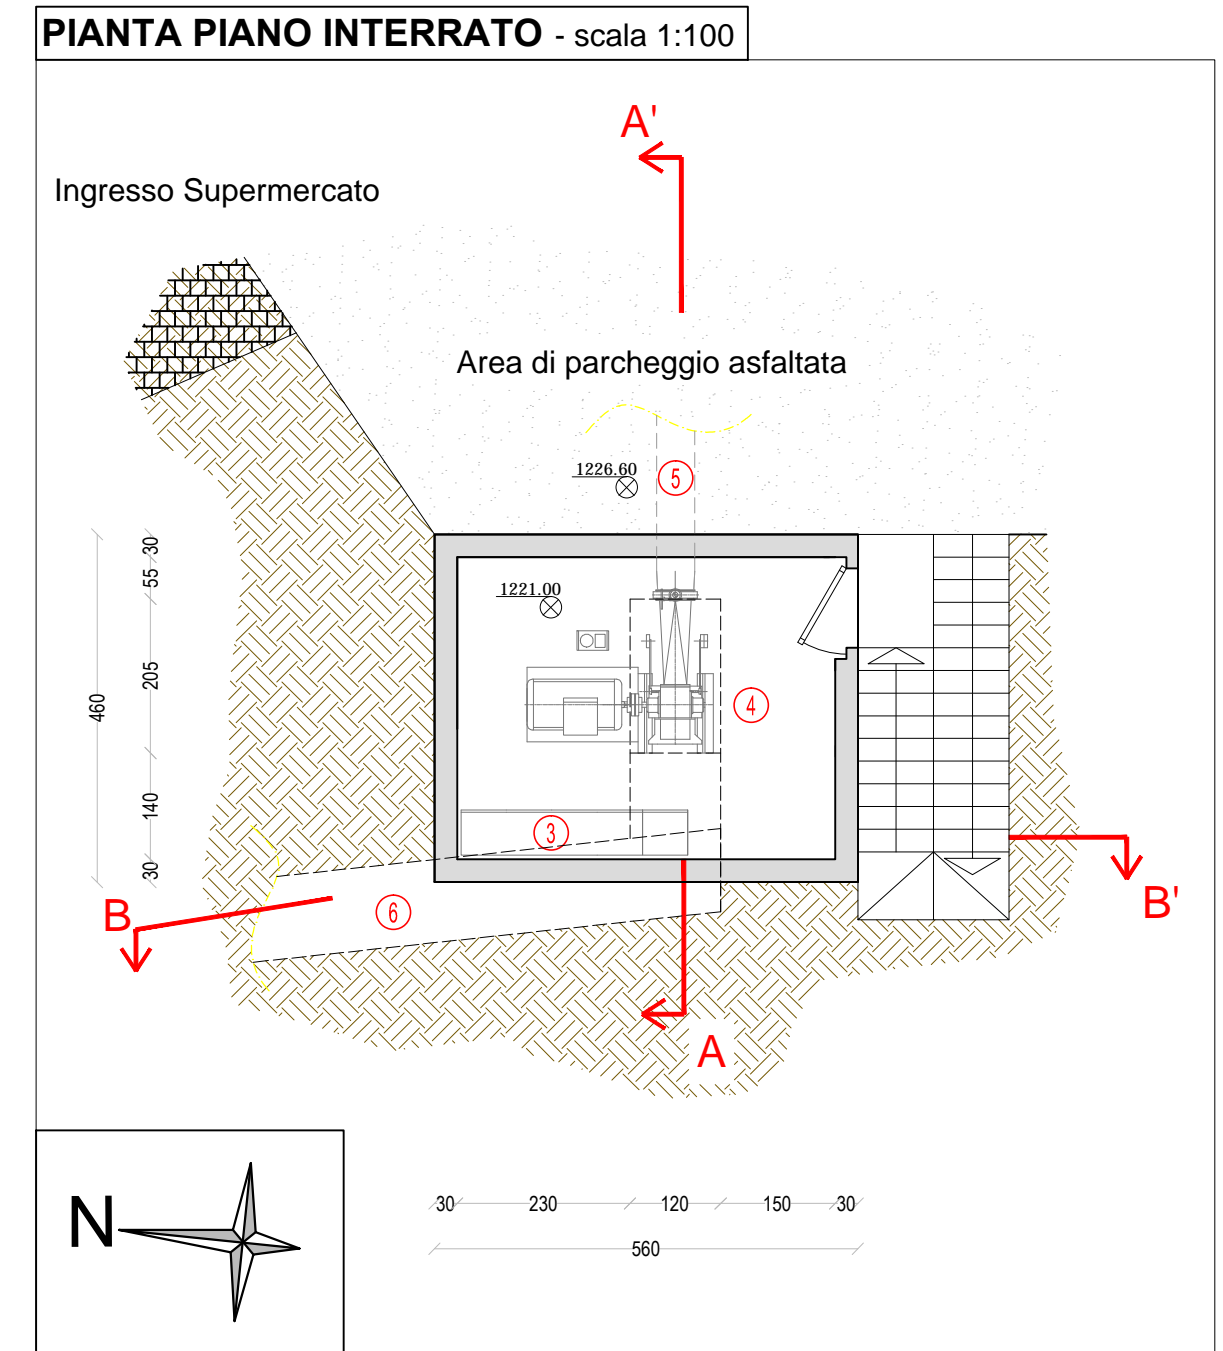 PIANTA PIANO INTERRATO - scala 1:100
A'
Ingresso Supermercato
Area di parcheggio asfaltata
1226.60
5
1221.00
4
3
6
30
55
205
140
30
460
B
B'
A
N
30 230 120 150 30
560